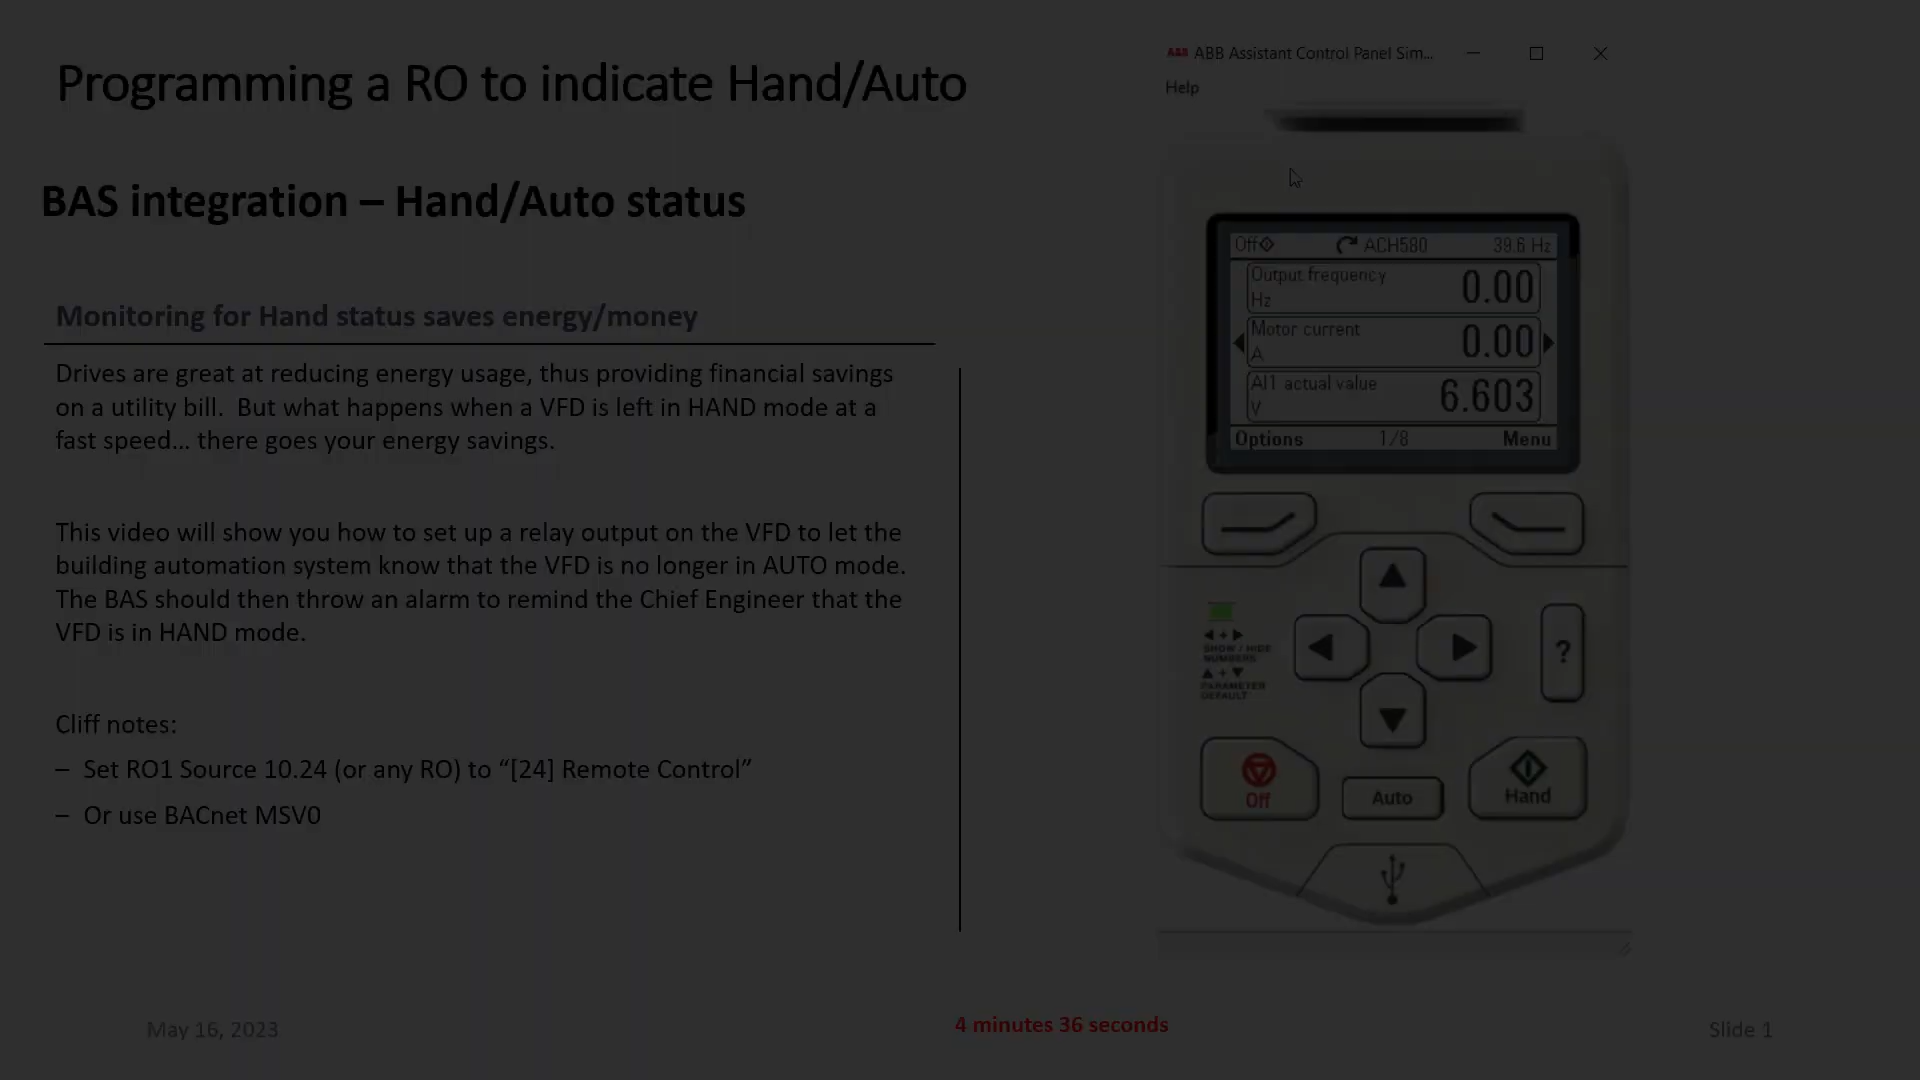 Programming a RO to indicate Hand/Auto
BAS integration – Hand/Auto status
Monitoring for Hand status saves energy/money
Drives are great at reducing energy usage, thus providing financial savings
on a utility bill.  But what happens when a VFD is left in HAND mode at a
fast speed… there goes your energy savings.
This video will show you how to set up a relay output on the VFD to let the
building automation system know that the VFD is no longer in AUTO mode.
The BAS should then throw an alarm to remind the Chief Engineer that the
VFD is in HAND mode.
Cliff notes:
– Set RO1 Source 10.24 (or any RO) to “[24] Remote Control”
– Or use BACnet MSV0
ABB ABB Assistant Control Panel Sim...
Help
Off ACH580 39.6 Hz
Output frequency
Hz
0.00
Motor current
A
0.00
AI1 actual value
V
6.603
Options 1/8 Menu
SHOW / HIDE
NUMBERS
PARAMETER
DEFAULT
?
Off
Auto
Hand
May 16, 2023
4 minutes 36 seconds
Slide 1